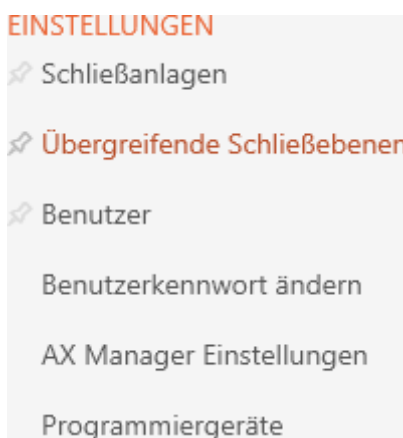 EINSTELLUNGEN
Schließanlagen
Übergreifende Schließebenen
Benutzer
Benutzerkennwort ändern
AX Manager Einstellungen
Programmiergeräte